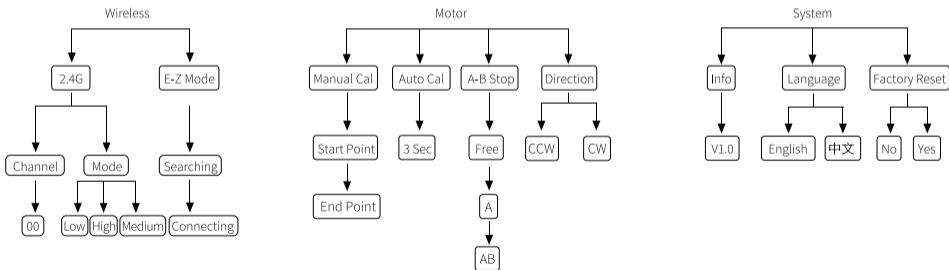 Wireless
Motor
System
2.4G
E-Z Mode
Manual Cal
Auto Cal
A-B Stop
Direction
Info
Language
Factory Reset
Channel
Mode
Searching
Start Point
3 Sec
Free
CCW
CW
V1.0
English
中文
No
Yes
00
Low
High
Medium
Connecting
End Point
A
AB